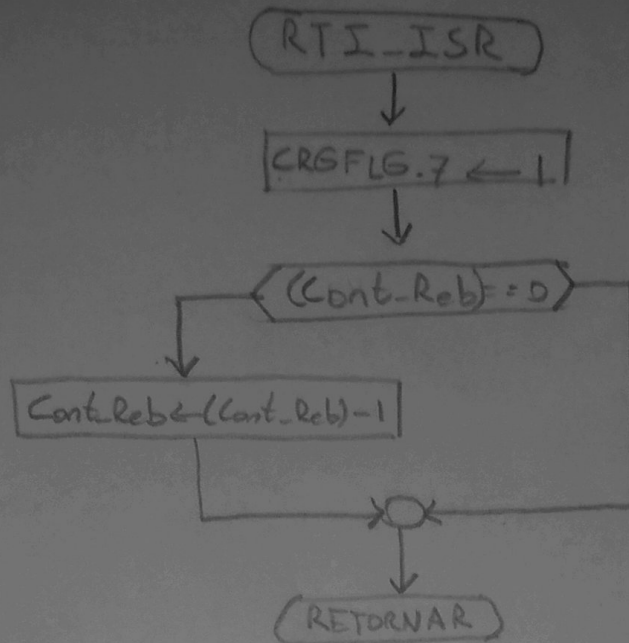 RTI_ISR
CRGFLG.7 ← 1
(Cont_Reb)==0
Cont_Reb←(Cont_Reb)-1
RETORNAR